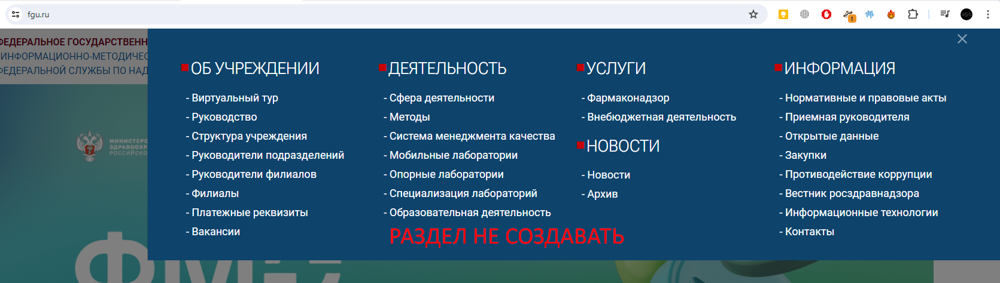 fgu.ru
1
ФЕДЕРАЛЬНОЕ ГОСУДАРСТВЕНН
ИНФОРМАЦИОННО-МЕТОДИЧЕС
ФЕДЕРАЛЬНОЙ СЛУЖБЫ ПО НАД
МИНИСТЕРС
ЗДРАВООХР
РОССИЙСКО
ОБ УЧРЕЖДЕНИИ
- Виртуальный тур
- Руководство
- Структура учреждения
- Руководители подразделений
- Руководители филиалов
- Филиалы
- Платежные реквизиты
- Вакансии
ДЕЯТЕЛЬНОСТЬ
- Сфера деятельности
- Методы
- Система менеджмента качества
- Мобильные лаборатории
- Опорные лаборатории
- Специализация лабораторий
- Образовательная деятельность
РАЗДЕЛ НЕ СОЗДАВАТЬ
УСЛУГИ
- Фармаконадзор
- Внебюджетная деятельность
НОВОСТИ
- Новости
- Архив
ИНФОРМАЦИЯ
- Нормативные и правовые акты
- Приемная руководителя
- Открытые данные
- Закупки
- Противодействие коррупции
- Вестник росздравнадзора
- Информационные технологии
- Контакты